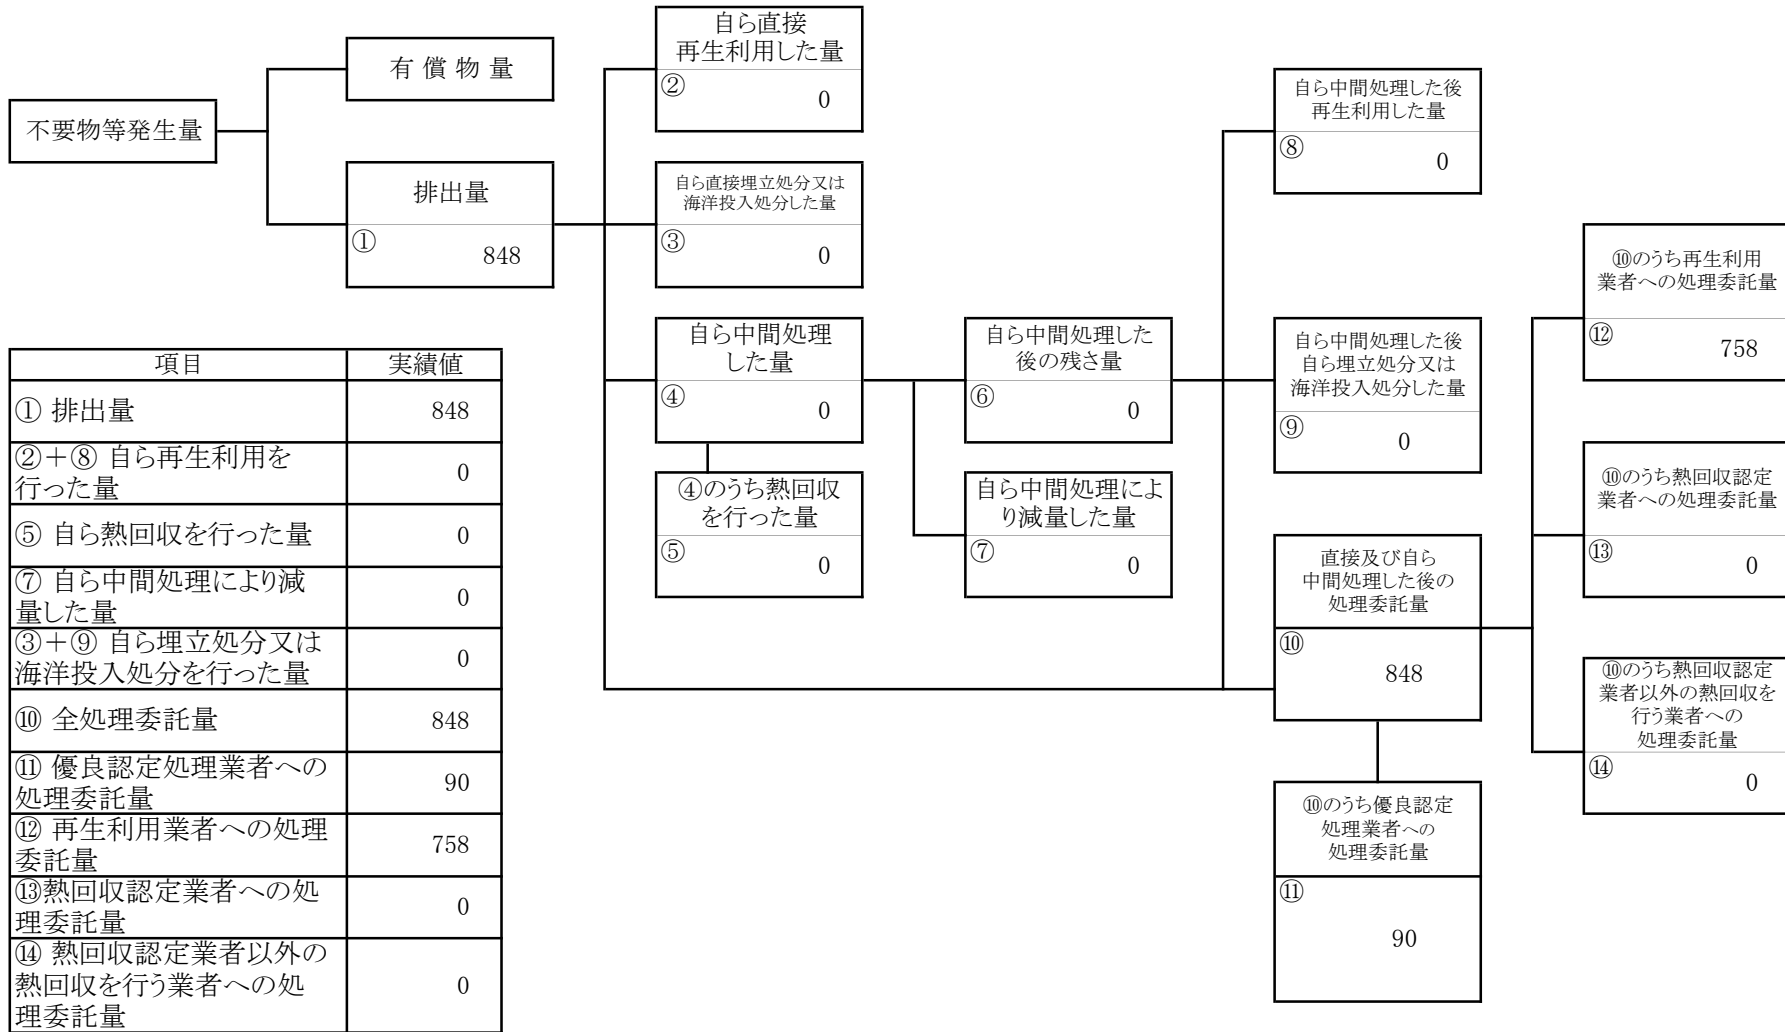 不要物等発生量
有 償 物 量
排出量
①
848
自ら直接
再生利用した量
②
0
自ら直接埋立処分又は
海洋投入処分した量
③
0
自ら中間処理
した量
④
0
④のうち熱回収
を行った量
⑤
0
自ら中間処理した
後の残さ量
⑥
0
自ら中間処理によ
り減量した量
⑦
0
自ら中間処理した後
再生利用した量
⑧
0
自ら中間処理した後
自ら埋立処分又は
海洋投入処分した量
⑨
0
直接及び自ら
中間処理した後の
処理委託量
⑩
848
⑩のうち優良認定
処理業者への
処理委託量
⑪
90
⑩のうち再生利用
業者への処理委託量
⑫
758
⑩のうち熱回収認定
業者への処理委託量
⑬
0
⑩のうち熱回収認定
業者以外の熱回収を
行う業者への
処理委託量
⑭
0
項目 実績値
① 排出量 848
②＋⑧ 自ら再生利用を
行った量 0
⑤ 自ら熱回収を行った量 0
⑦ 自ら中間処理により減
量した量 0
③＋⑨ 自ら埋立処分又は
海洋投入処分を行った量 0
⑩ 全処理委託量 848
⑪ 優良認定処理業者への
処理委託量 90
⑫ 再生利用業者への処理
委託量 758
⑬熱回収認定業者への処
理委託量 0
⑭ 熱回収認定業者以外の
熱回収を行う業者への処
理委託量 0